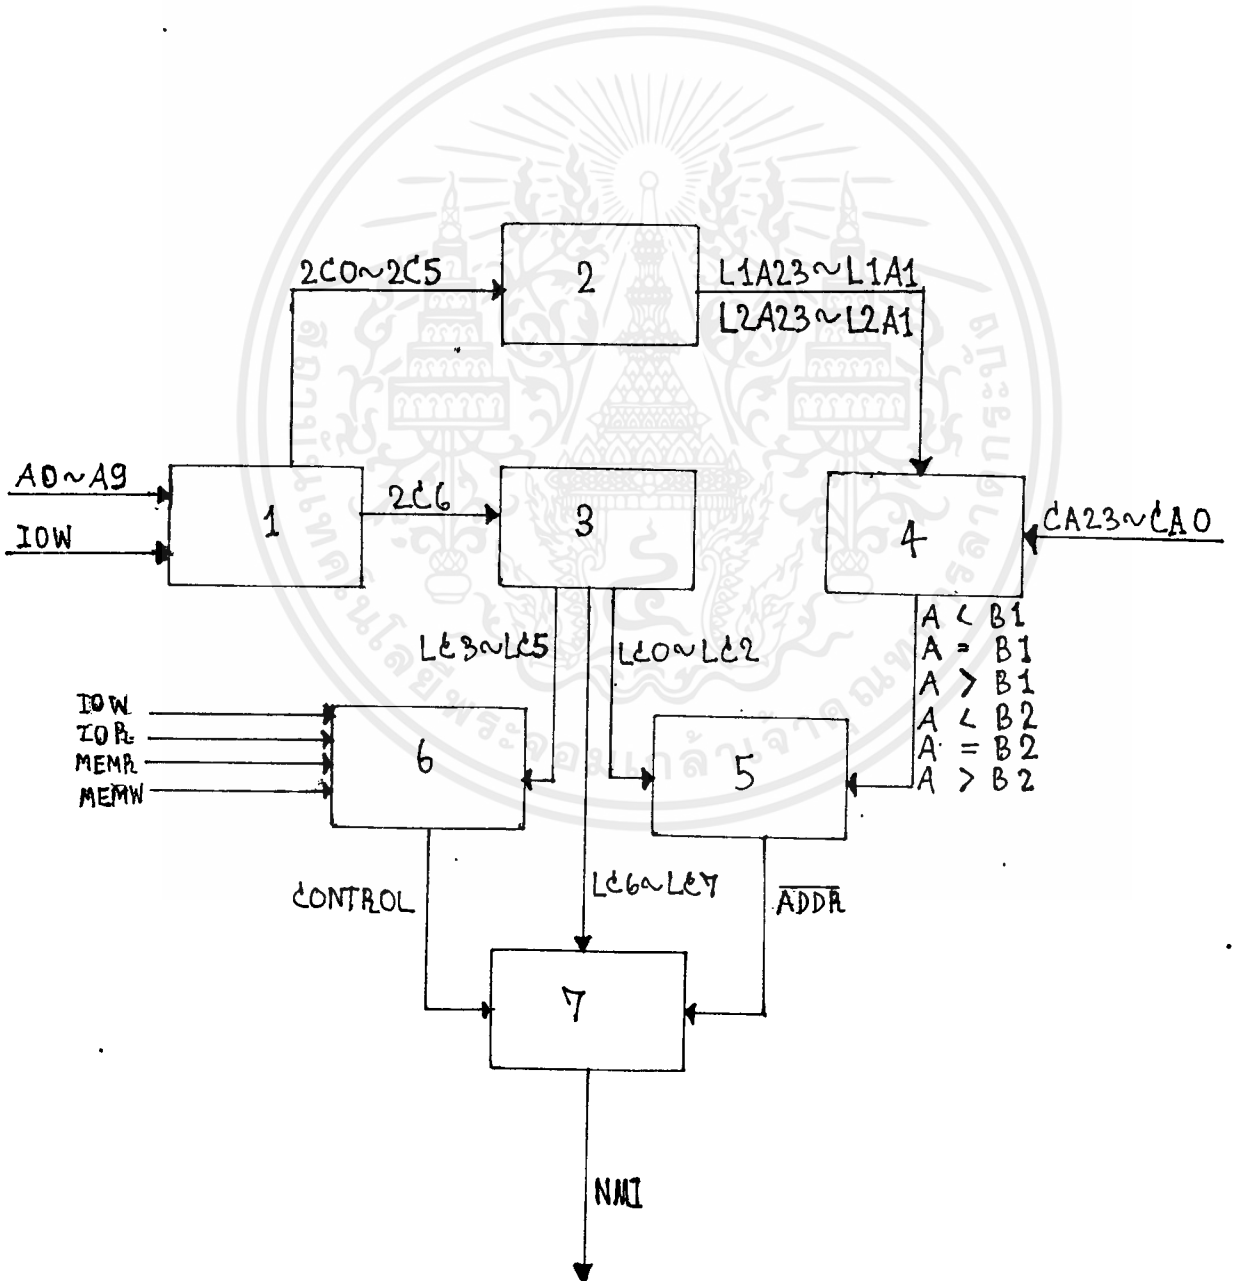 2C0~2C5
2
L1A23~L1A1
L2A23~L2A1
A0~A9
IOW
1
2C6
3
4
CA23~CA0
A < B1
A = B1
A > B1
A < B2
A = B2
A > B2
LC3~LC5
LC0~LC2
IOW
IOR
MEMR
MEMW
6
5
CONTROL
LC6~LC7
ADDR
7
NMI